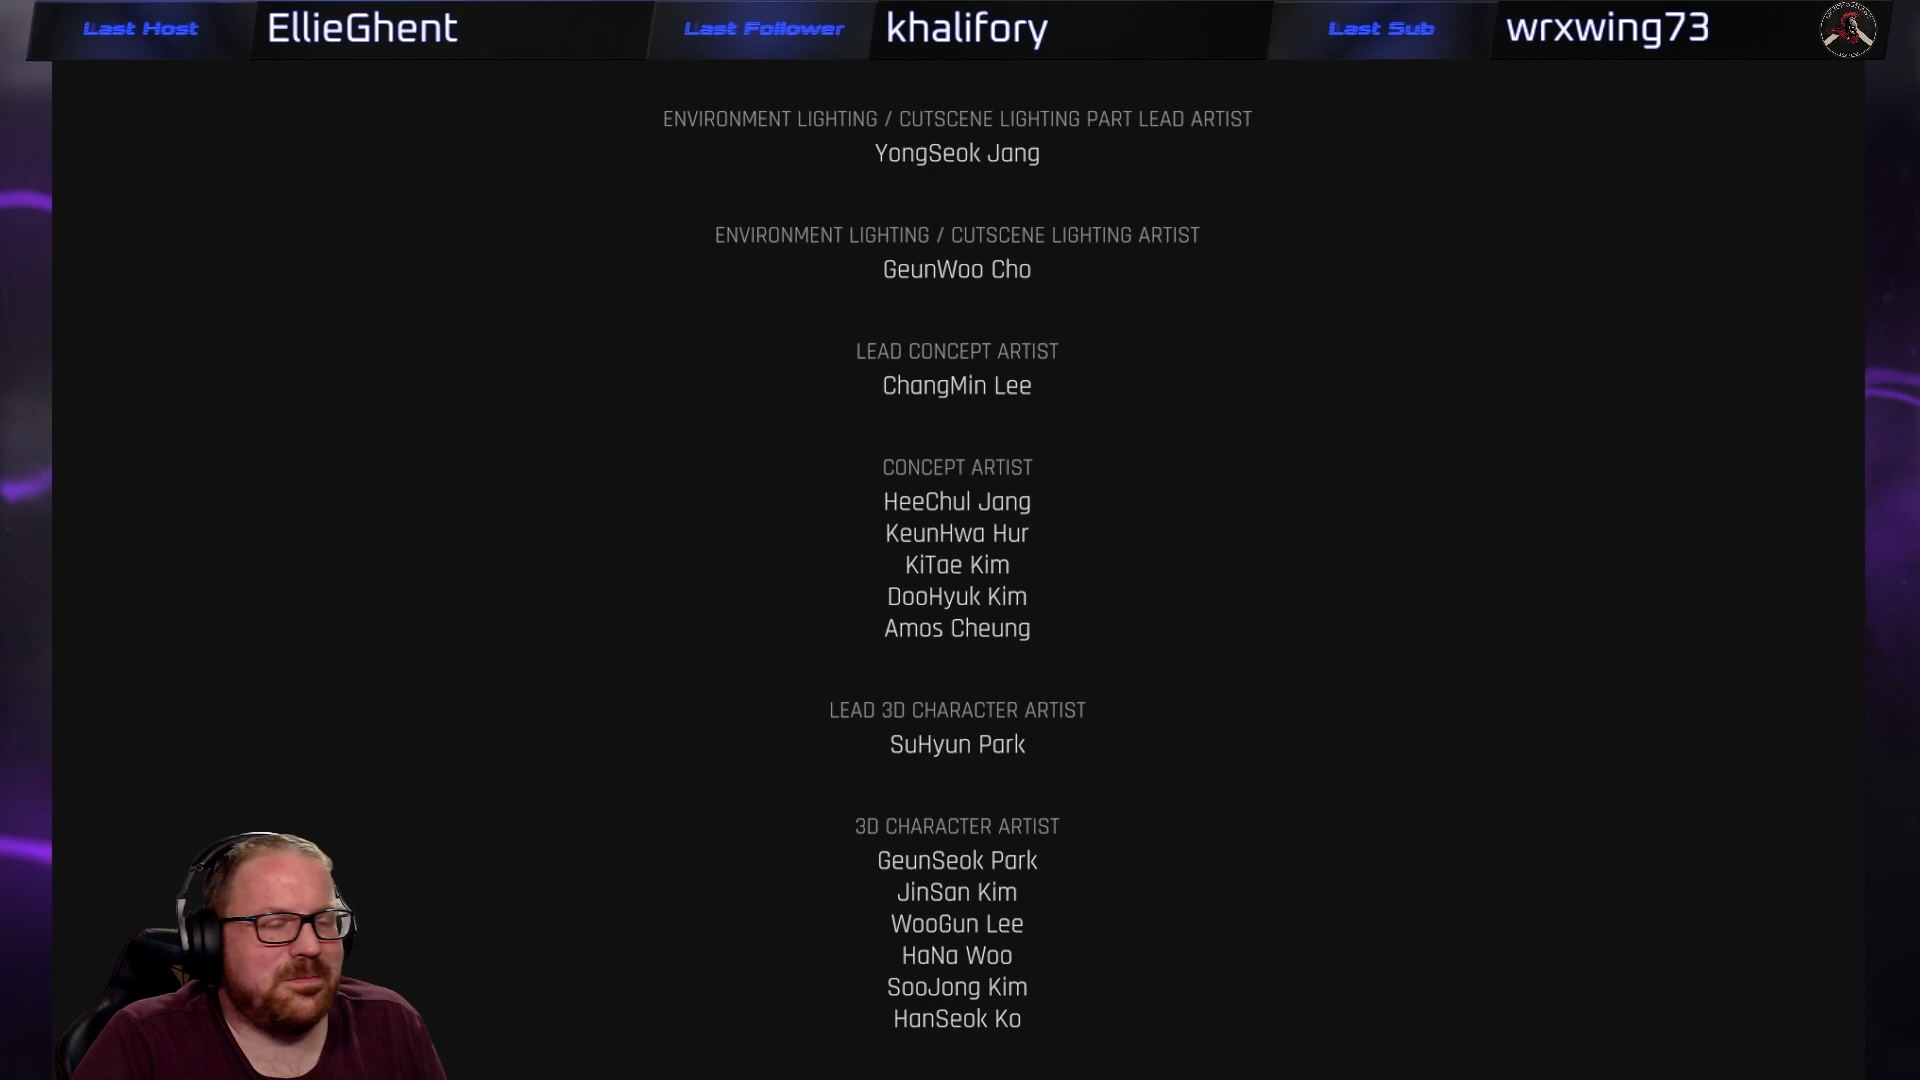 Last Host EllieGhent Last Follower khalifory Last Sub wrxwing73
ENVIRONMENT LIGHTING / CUTSCENE LIGHTING PART LEAD ARTIST
YongSeok Jang
ENVIRONMENT LIGHTING / CUTSCENE LIGHTING ARTIST
GeunWoo Cho
LEAD CONCEPT ARTIST
ChangMin Lee
CONCEPT ARTIST
HeeChul Jang
KeunHwa Hur
KiTae Kim
DooHyuk Kim
Amos Cheung
LEAD 3D CHARACTER ARTIST
SuHyun Park
3D CHARACTER ARTIST
GeunSeok Park
JinSan Kim
WooGun Lee
HaNa Woo
SooJong Kim
HanSeok Ko